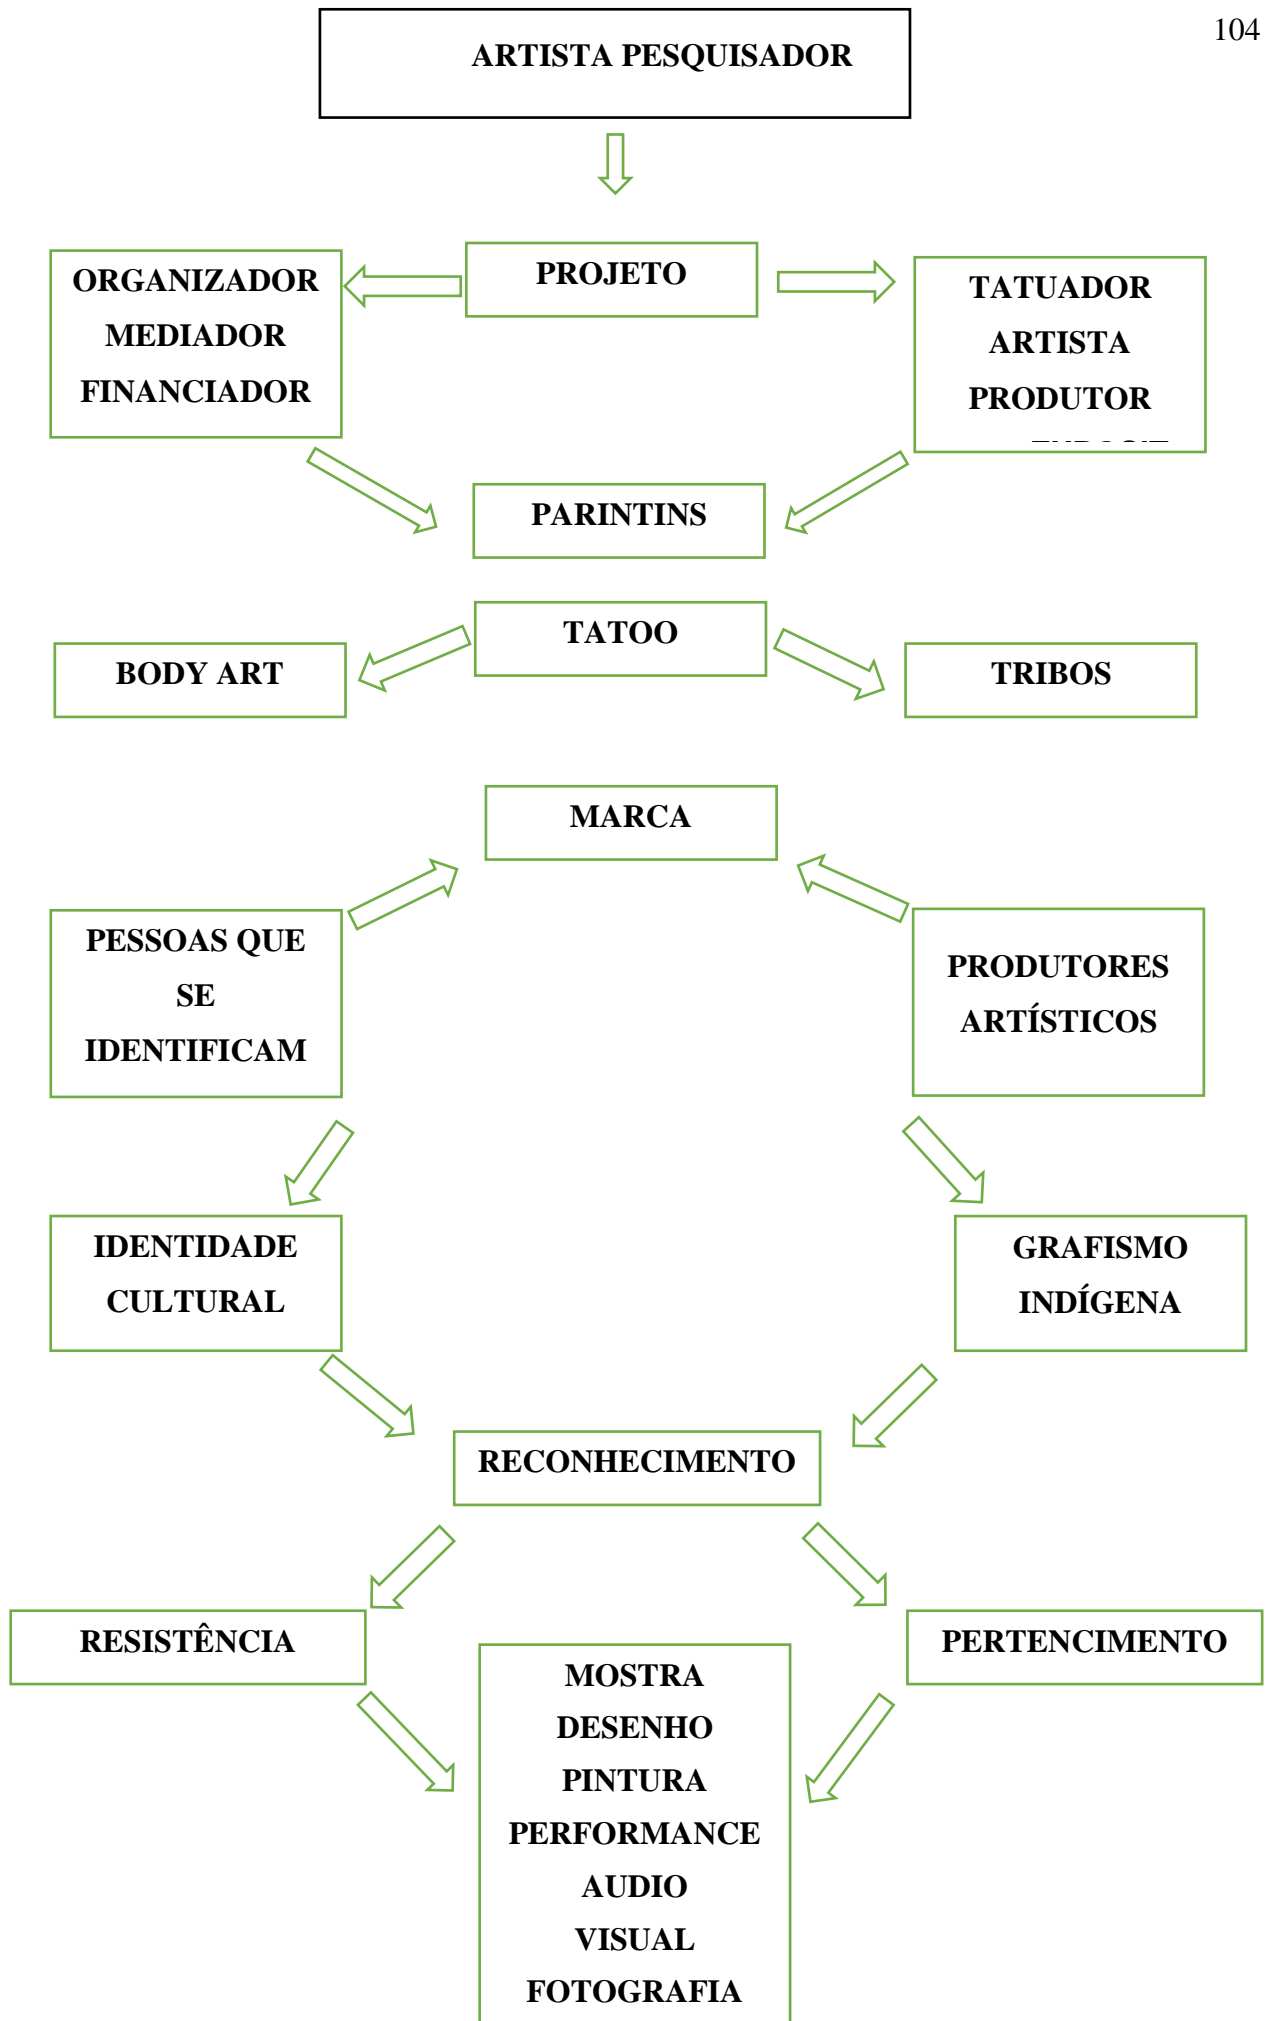 104
ARTISTA PESQUISADOR
PROJETO
ORGANIZADOR
MEDIADOR
FINANCIADOR
TATUADOR
ARTISTA
PRODUTOR
PARINTINS
TATOO
BODY ART
TRIBOS
MARCA
PESSOAS QUE
SE
IDENTIFICAM
PRODUTORES
ARTÍSTICOS
IDENTIDADE
CULTURAL
GRAFISMO
INDÍGENA
RECONHECIMENTO
RESISTÊNCIA
PERTENCIMENTO
MOSTRA
DESENHO
PINTURA
PERFORMANCE
AUDIO
VISUAL
FOTOGRAFIA